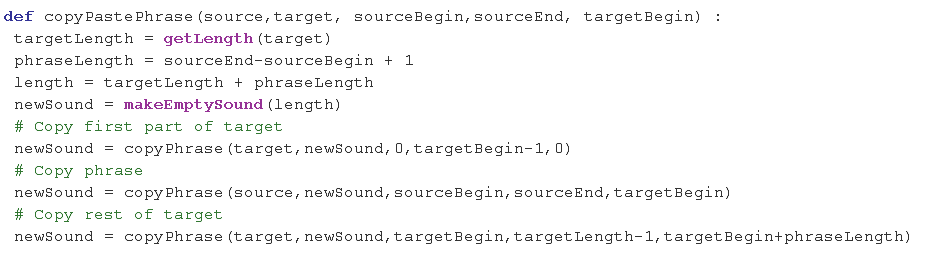 def copyPastePhrase(source,target, sourceBegin,sourceEnd, targetBegin) :
targetLength = getLength(target)
phraseLength = sourceEnd-sourceBegin + 1
length = targetLength + phraseLength
newSound = makeEmptySound(length)
# Copy first part of target
newSound = copyPhrase(target,newSound,0,targetBegin-1,0)
# Copy phrase
newSound = copyPhrase(source,newSound,sourceBegin,sourceEnd,targetBegin)
# Copy rest of target
newSound = copyPhrase(target,newSound,targetBegin,targetLength-1,targetBegin+phraseLength)